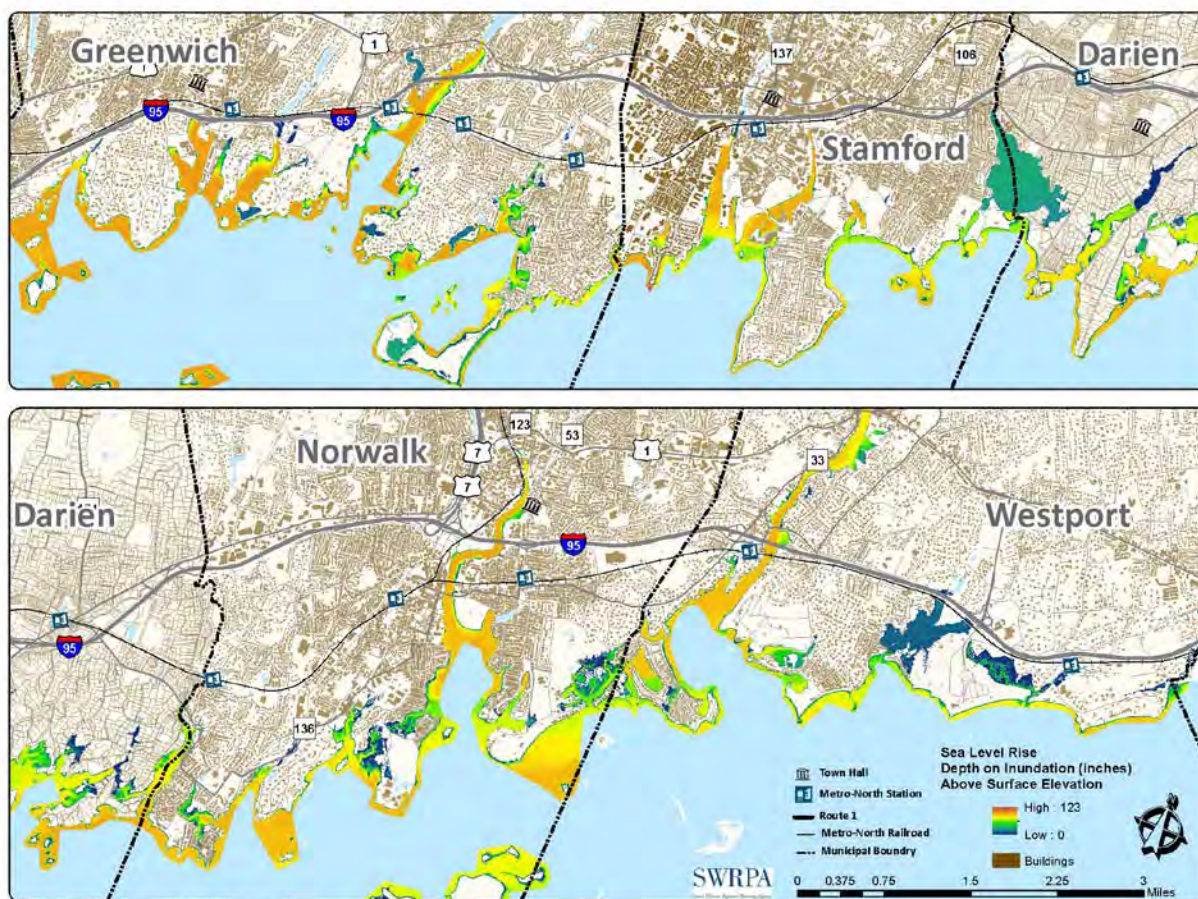 Greenwich
1
1
137
106
Darien
95
95
Stamford
Norwalk
123
53
7
1
7
33
Darien
Westport
95
95
136
Sea Level Rise
Depth on Inundation (inches)
Above Surface Elevation
High : 123
Low : 0
Buildings
Town Hall
Metro-North Station
Route 1
Metro-North Railroad
Municipal Boundry
SWRPA
0 0.375 0.75 1.5 2.25 3
Miles